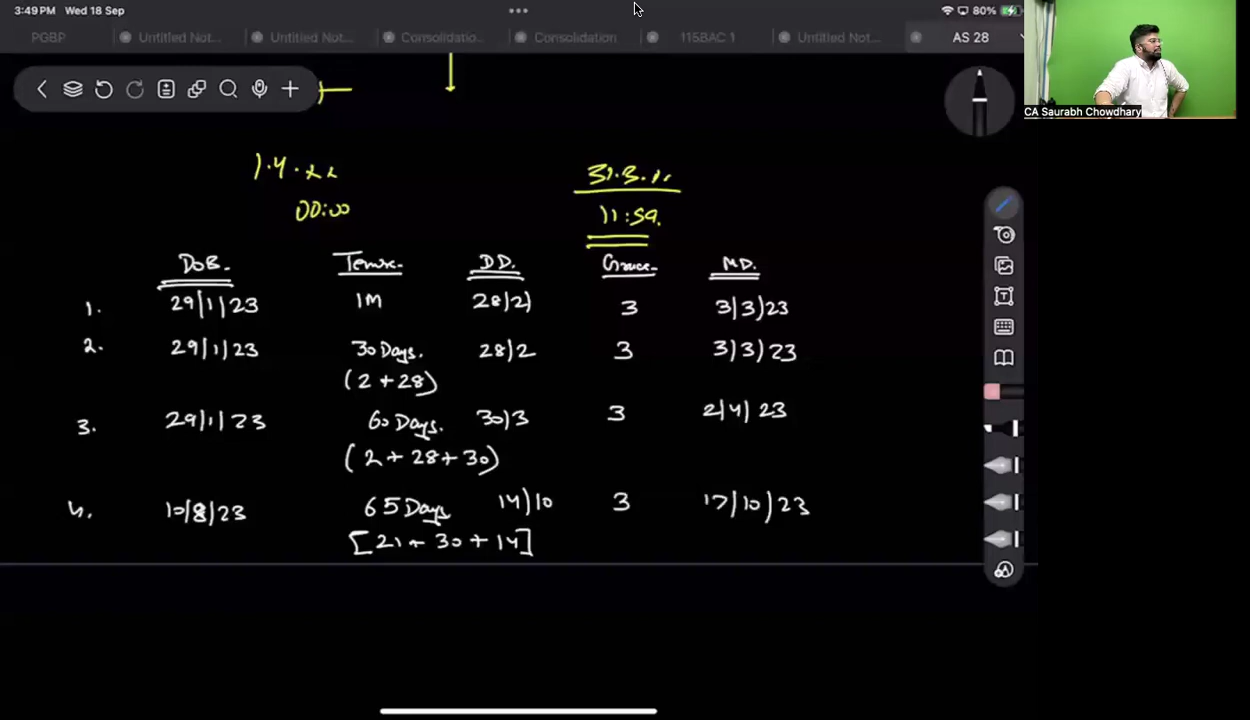 3:49 PM Wed 18 Sep
80%
PGBP Untitled Not... Untitled Not... Consolidatio... Consolidation 115BAC 1 Untitled Not... AS 28
CA Saurabh Chowdhary
1.4.xx 31.3.
00:00 11:59.
DoB. DD. Grace. MD.
1. 29/1/23 1M 28/2 3 3/3/23
2. 29/1/23 30 Days. 28/2 3 3/3/23
(2 + 28)
3. 29/1/23 60 Days. 30/3 3 2/4/23
(2 + 28 + 30)
4. 10/8/23 65 Days 14/10 3 17/10/23
[21 + 30 + 14]